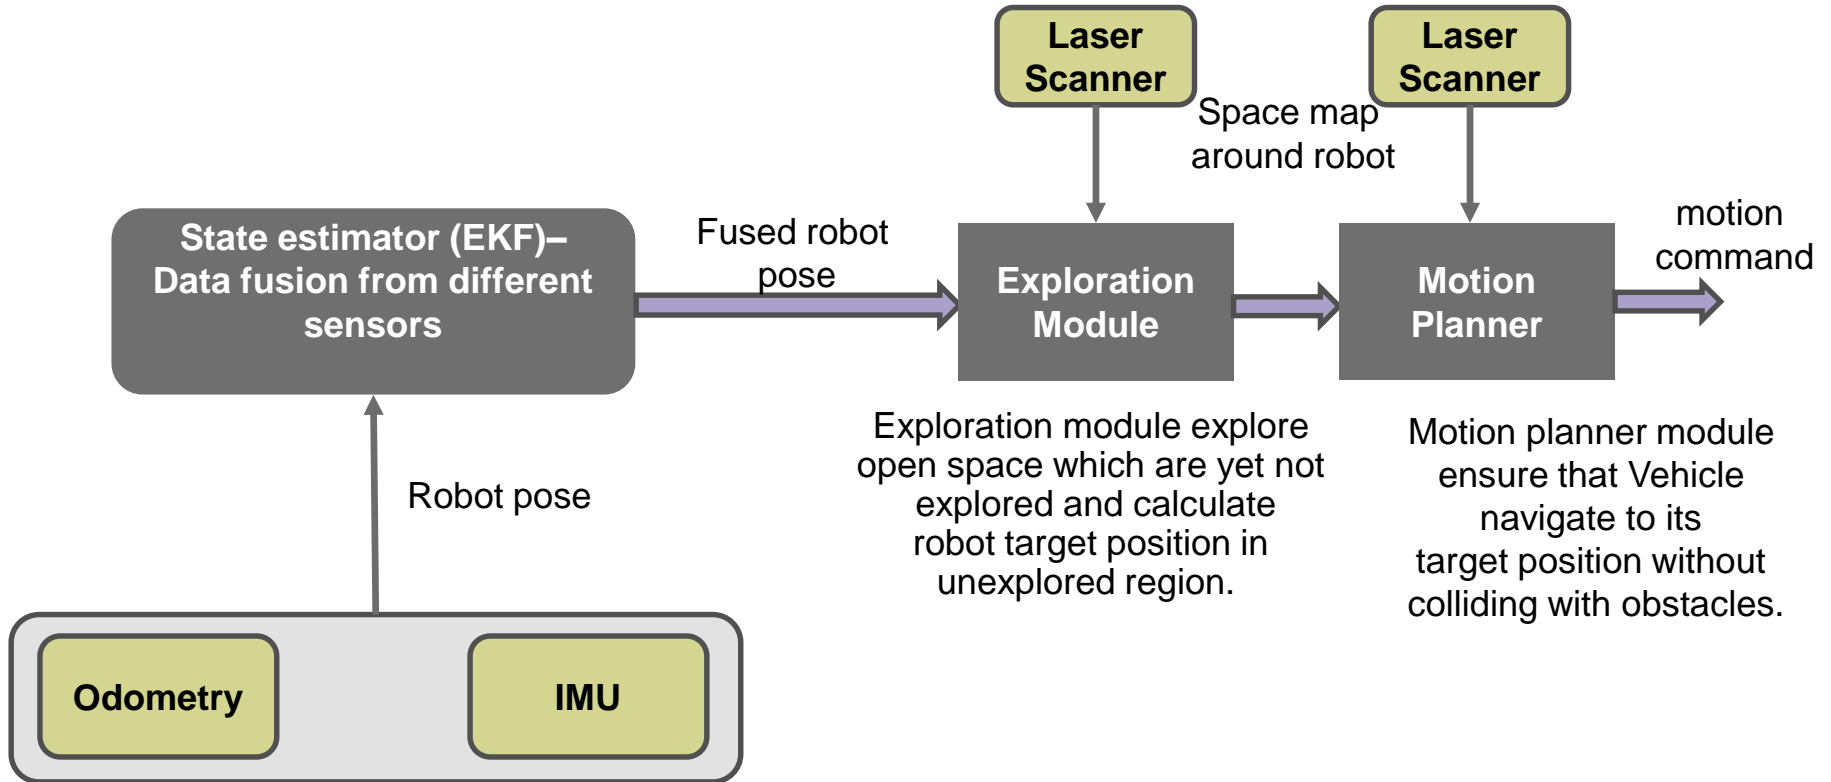 Laser
Scanner
Laser
Scanner
Space map
around robot
State estimator (EKF)–
Data fusion from different
sensors
Fused robot
pose
Exploration
Module
Motion
Planner
motion
command
Robot pose
Exploration module explore
open space which are yet not
explored and calculate
robot target position in
unexplored region.
Motion planner module
ensure that Vehicle
navigate to its
target position without
colliding with obstacles.
Odometry
IMU